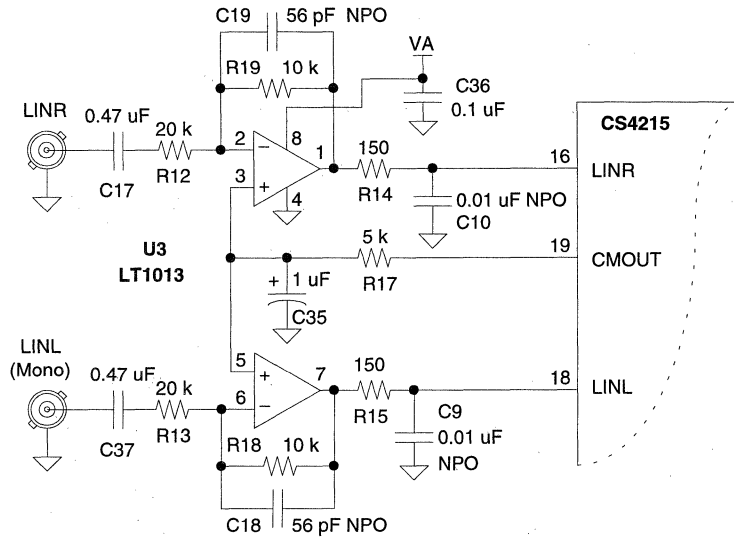 C19 56 pF NPO
R19 10 k
VA
C36
0.1 uF
LINR
0.47 uF
20 k
C17
R12
2
3
8
1
4
150
R14
0.01 uF NPO
C10
CS4215
16 LINR
U3
LT1013
+ 1 uF
C35
5 k
R17
19 CMOUT
LINL
(Mono)
0.47 uF
20 k
C37
R13
5
6
7
150
R15
C9
0.01 uF
NPO
18 LINL
R18 10 k
C18 56 pF NPO